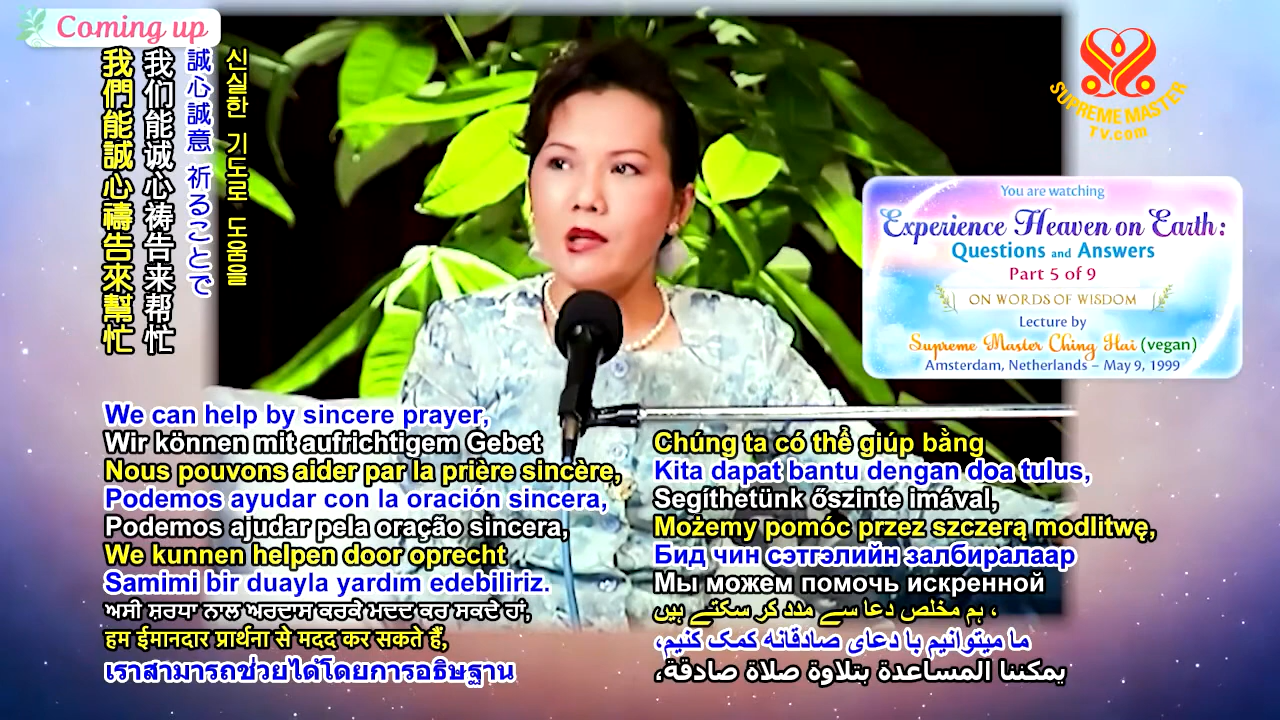 Coming up
我們能誠心禱告來幫忙
我们能诚心祷告来帮忙
誠心誠意 祈ることで
신실한 기도로 도움을
SUPREME MASTER
TV.com
You are watching
Experience Heaven on Earth:
Questions and Answers
Part 5 of 9
ON WORDS OF WISDOM
Lecture by
Supreme Master Ching Hai (vegan)
Amsterdam, Netherlands – May 9, 1999
We can help by sincere prayer,
Wir können mit aufrichtigem Gebet
Nous pouvons aider par la prière sincère,
Podemos ayudar con la oración sincera,
Podemos ajudar pela oração sincera,
We kunnen helpen door oprecht
Samimi bir duayla yardım edebiliriz.
ਅਸੀ ਸ਼ਰਧਾ ਨਾਲ ਅਰਦਾਸ ਕਰਕੇ ਮਦਦ ਕਰ ਸਕਦੇ ਹਾਂ,
हम ईमानदार प्रार्थना से मदद कर सकते हैं,
เราสามารถช่วยได้โดยการอธิษฐาน
Chúng ta có thể giúp bằng
Kita dapat bantu dengan doa tulus,
Segíthetünk őszinte imával,
Możemy pomóc przez szczerą modlitwę,
Бид чин сэтгэлийн залбиралаар
Мы можем помочь искренной
ہم مخلص دعا سے مدد کر سکتے ہیں ،
ما میتوانیم با دعای صادقانه کمک کنیم،
يمكننا المساعدة بتلاوة صلاة صادقة،